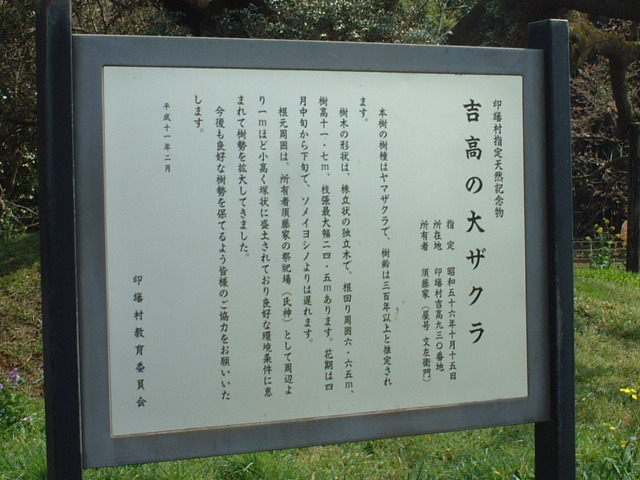 印旛村指定天然記念物
吉高の大ザクラ
指定 昭和五十六年十月十五日
所在地 印旛村吉高九三〇番地
所有者 須藤家(屋号 文左衛門)
本樹の樹種はヤマザクラで、樹齢は三百年以上と推定され
ます。
樹木の形状は、株立状の独立木で、根回り周囲六・六五m、
樹高十一・七m、枝張最大幅二四・五mあります。花期は四
月中旬から下旬で、ソメイヨシノよりは遅れます。
根元周囲は、所有者須藤家の祭祀場(氏神)として周辺よ
り一mほど小高く塚状に盛土されており良好な環境条件に恵
まれて樹勢を拡大してきました。
今後も良好な樹勢を保てるよう皆様のご協力をお願いいた
します。
平成十一年二月
印旛村教育委員会